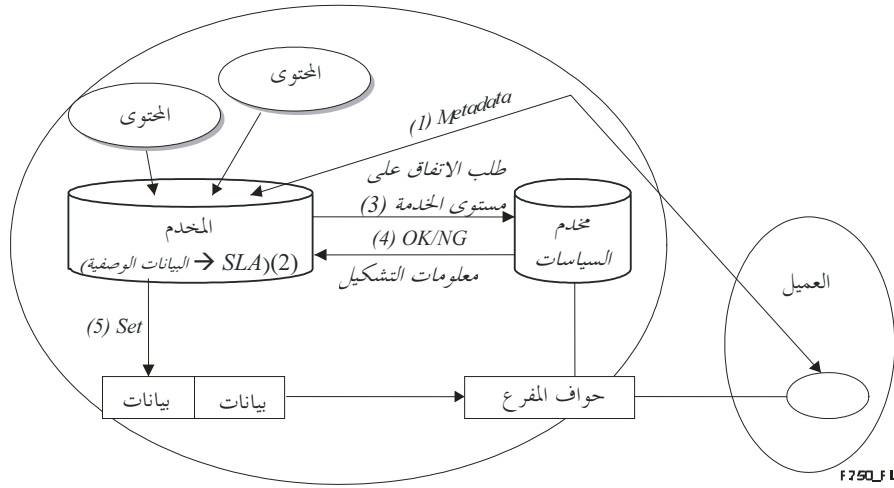 المحتوى
المحتوى
(1) Metadata
طلب الاتفاق على
مستوى الخدمة (3)
(4) OK/NG
معلومات التشكيل
المخدم
(2)(SLA → البيانات الوصفية)
مخدم
السياسات
العميل
(5) Set
بيانات
بيانات
حواف المفرع